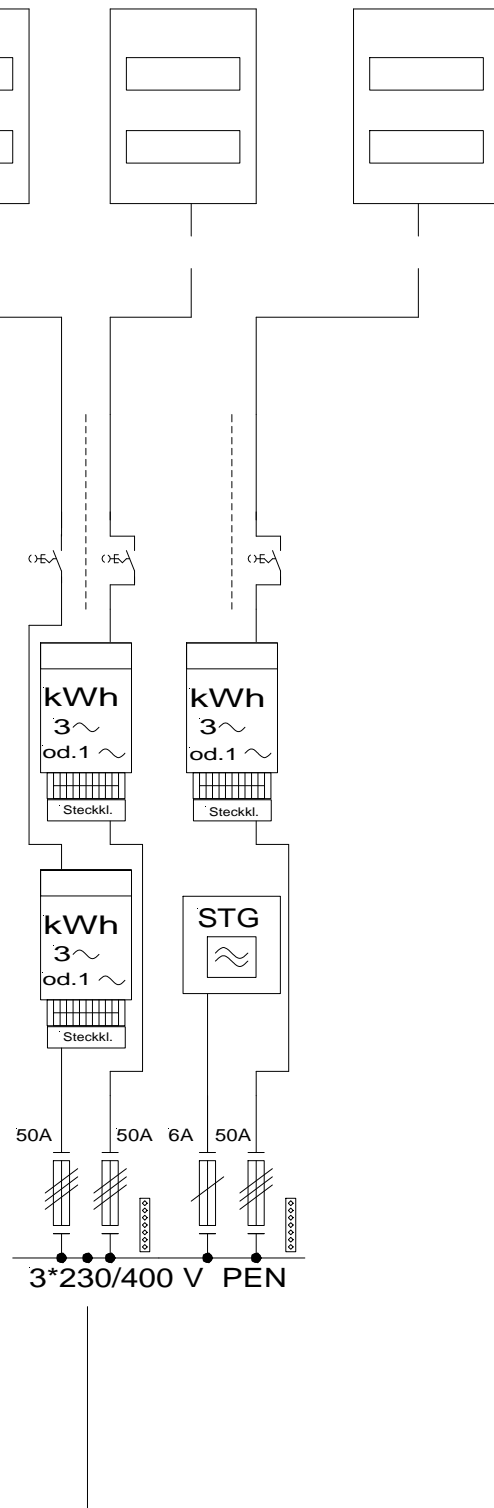 kWh
3
od.1
Steckkl.
kWh
3
od.1
Steckkl.
kWh
3
od.1
Steckkl.
STG
50A
50A
6A
50A
3*230/400 V PEN